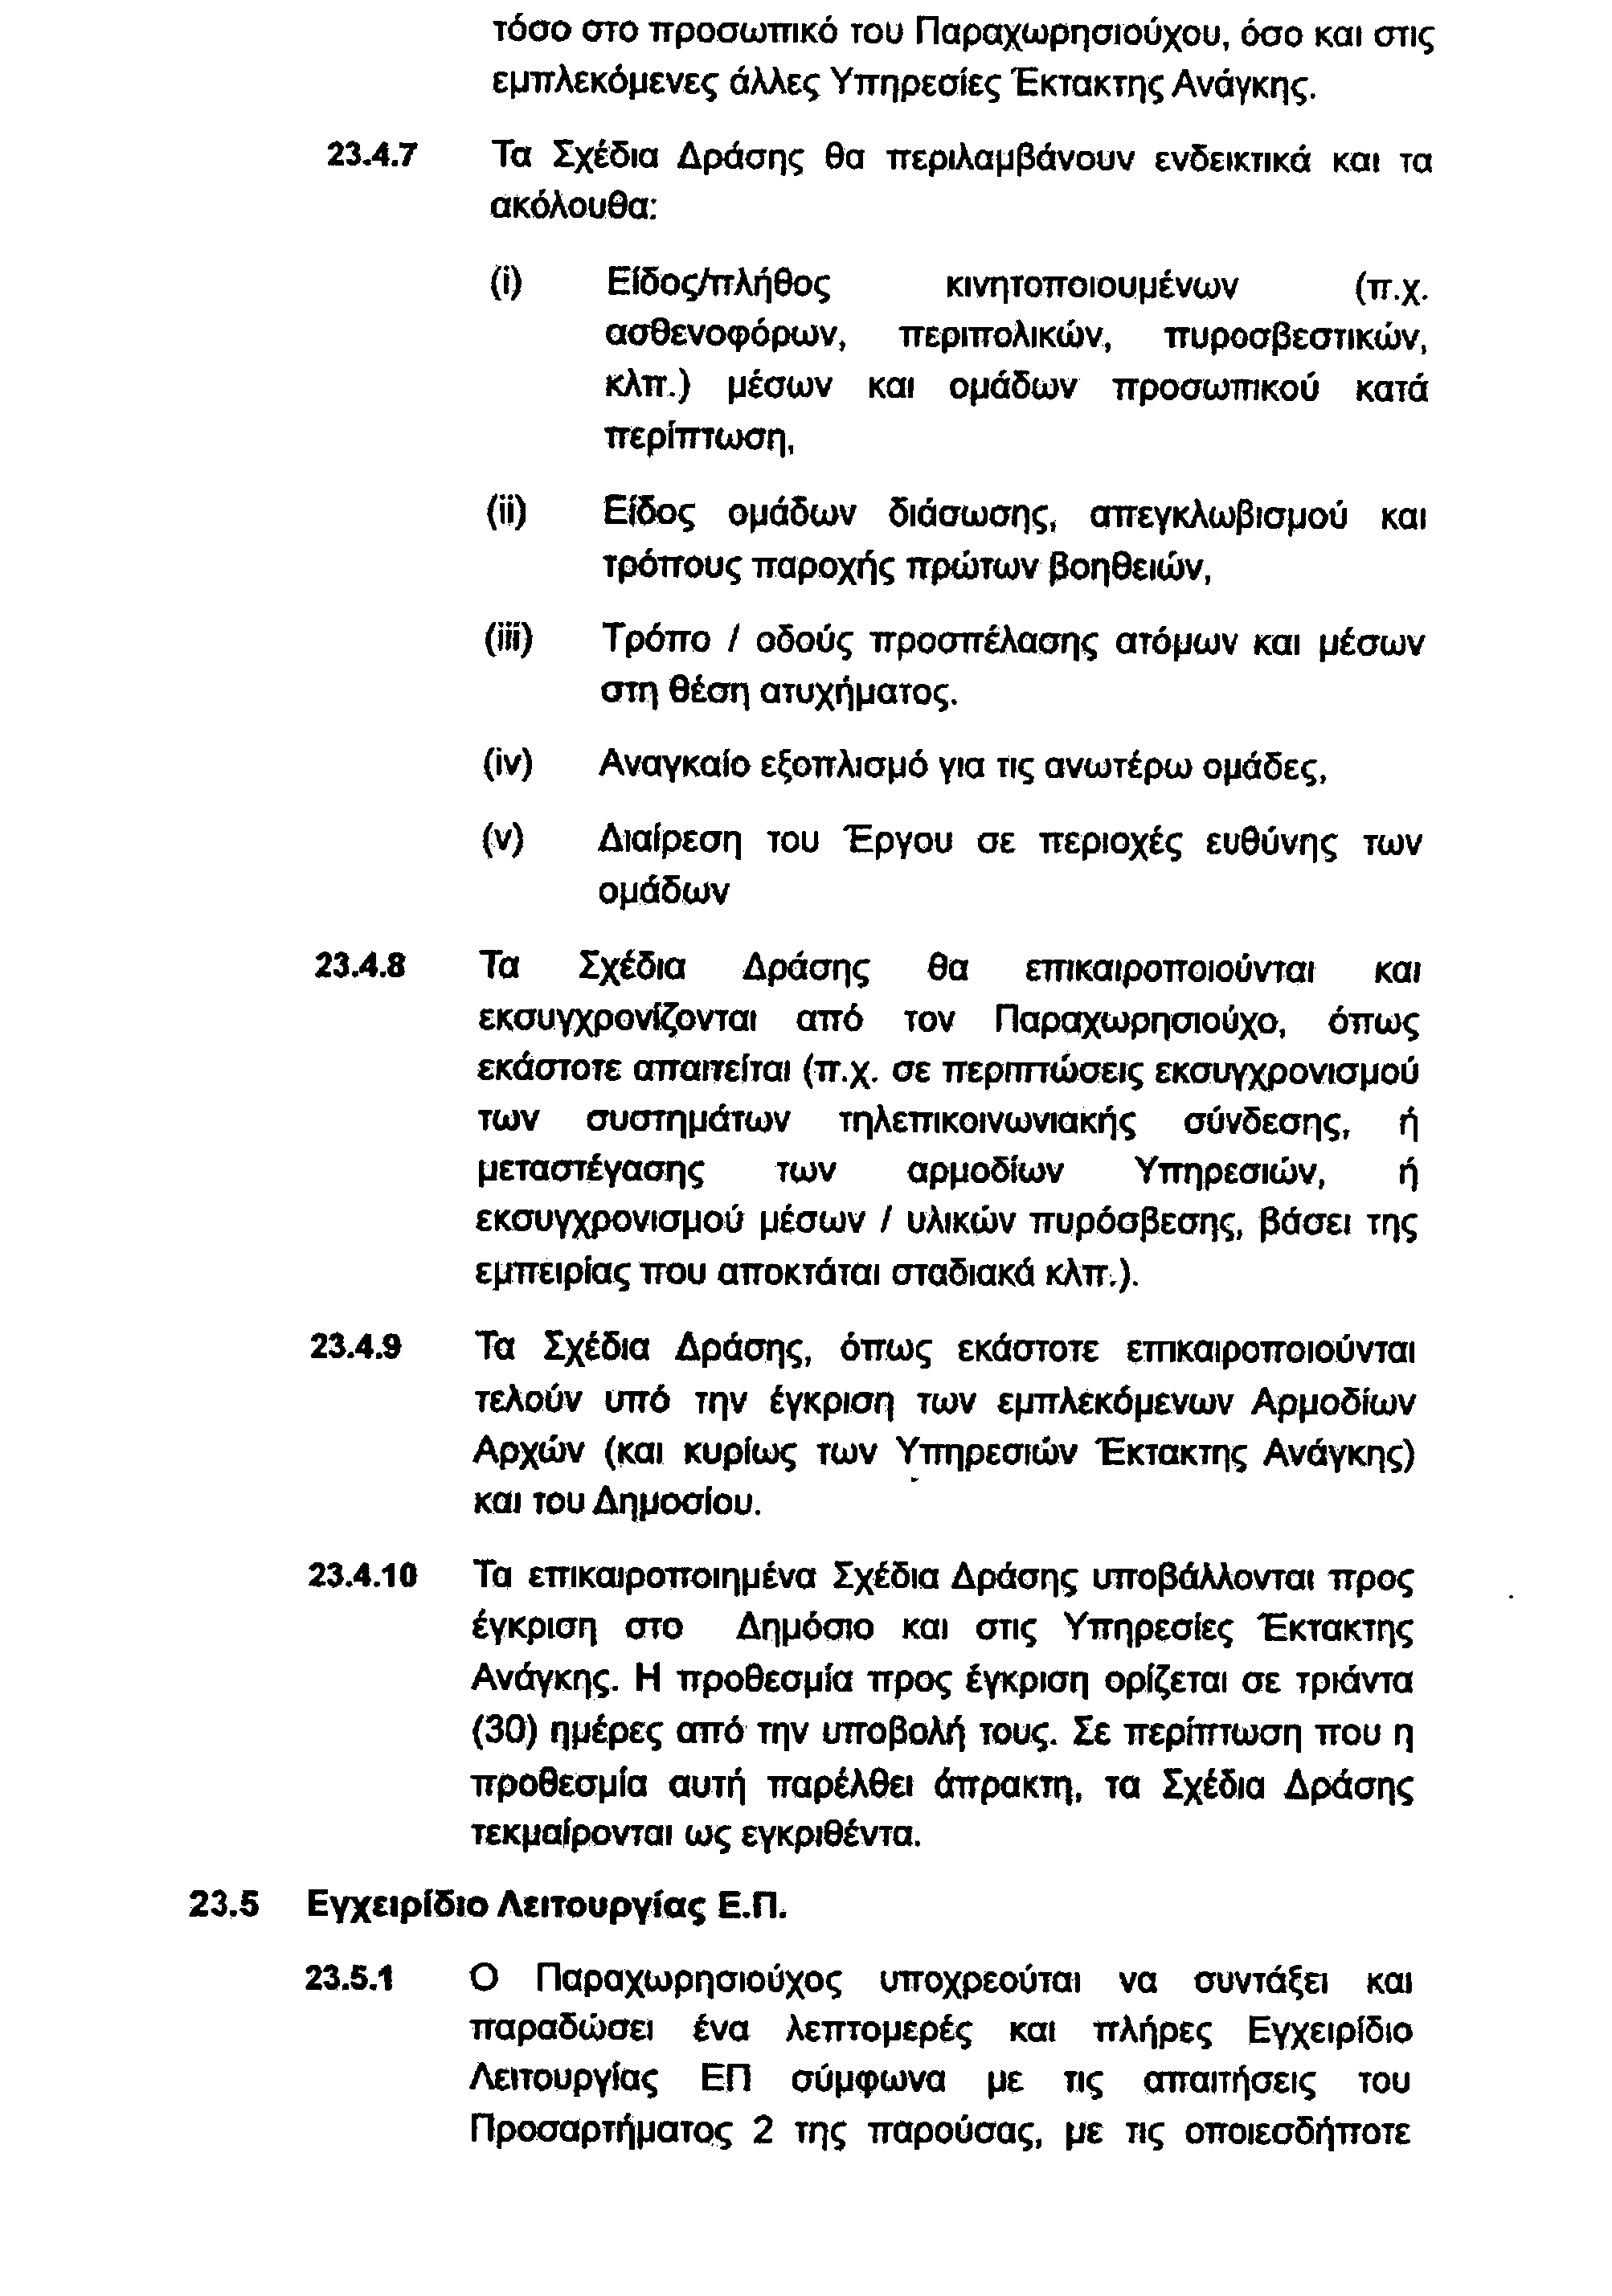 τόσο στο προσωπικό του Παραχωρησιούχου, όσο και στις
εμπλεκόμενες άλλες Υπηρεσίες Έκτακτης Ανάγκης.
23.4.7 Τα Σχέδια Δράσης θα περιλαμβάνουν ενδεικτικά και τα
ακόλουθα:
(i) Είδος/πλήθος κινητοποιουμένων (π.χ.
ασθενοφόρων, περιπολικών, πυροσβεστικών,
κλπ.) μέσων και ομάδων προσωπικού κατά
περίπτωση,
(ii) Είδος ομάδων διάσωσης, απεγκλωβισμού και
τρόπους παροχής πρώτων βοηθειών,
(iii) Τρόπο / οδούς προσπέλασης ατόμων και μέσων
στη θέση ατυχήματος.
(iv) Αναγκαίο εξοπλισμό για τις ανωτέρω ομάδες,
(v) Διαίρεση του Έργου σε περιοχές ευθύνης των
ομάδων
23.4.8 Τα Σχέδια Δράσης θα επικαιροποιούνται και
εκσυγχρονίζονται από τον Παραχωρησιούχο, όπως
εκάστοτε απαιτείται (π.χ. σε περιπτώσεις εκσυγχρονισμού
των συστημάτων τηλεπικοινωνιακής σύνδεσης, ή
μεταστέγασης των αρμοδίων Υπηρεσιών, ή
εκσυγχρονισμού μέσων / υλικών πυρόσβεσης, βάσει της
εμπειρίας που αποκτάται σταδιακά κλπ.).
23.4.9 Τα Σχέδια Δράσης, όπως εκάστοτε επικαιροποιούνται
τελούν υπό την έγκριση των εμπλεκόμενων Αρμοδίων
Αρχών (και κυρίως των Υπηρεσιών Έκτακτης Ανάγκης)
και του Δημοσίου.
23.4.10 Τα επικαιροποιημένα Σχέδια Δράσης υποβάλλονται προς
έγκριση στο Δημόσιο και στις Υπηρεσίες Έκτακτης
Ανάγκης. Η προθεσμία προς έγκριση ορίζεται σε τριάντα
(30) ημέρες από την υποβολή τους. Σε περίπτωση που η
προθεσμία αυτή παρέλθει άπρακτη, τα Σχέδια Δράσης
τεκμαίρονται ως εγκριθέντα.
23.5 Εγχειρίδιο Λειτουργίας Ε.Π.
23.5.1 Ο Παραχωρησιούχος υποχρεούται να συντάξει και
παραδώσει ένα λεπτομερές και πλήρες Εγχειρίδιο
Λειτουργίας ΕΠ σύμφωνα με τις απαιτήσεις του
Προσαρτήματος 2 της παρούσας, με τις οποιεσδήποτε